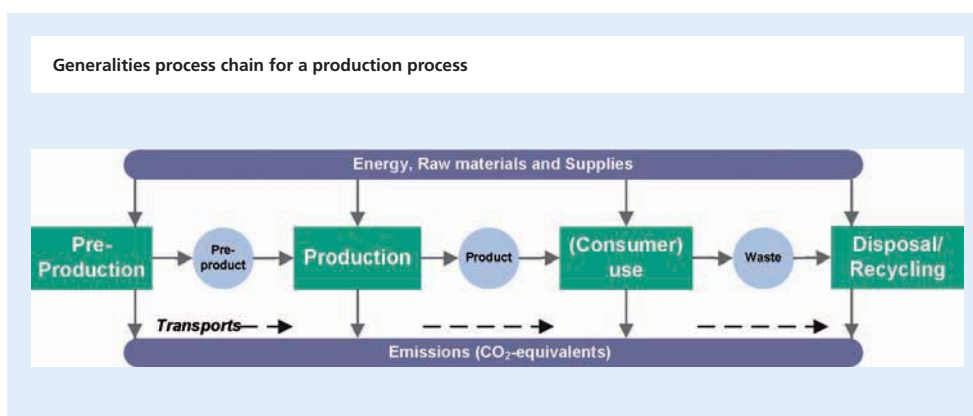 Generalities process chain for a production process
Energy, Raw materials and Supplies
Pre-
Production
Pre-
product
Production
Product
(Consumer)
use
Waste
Disposal/
Recycling
Transports
Emissions (CO₂-equivalents)